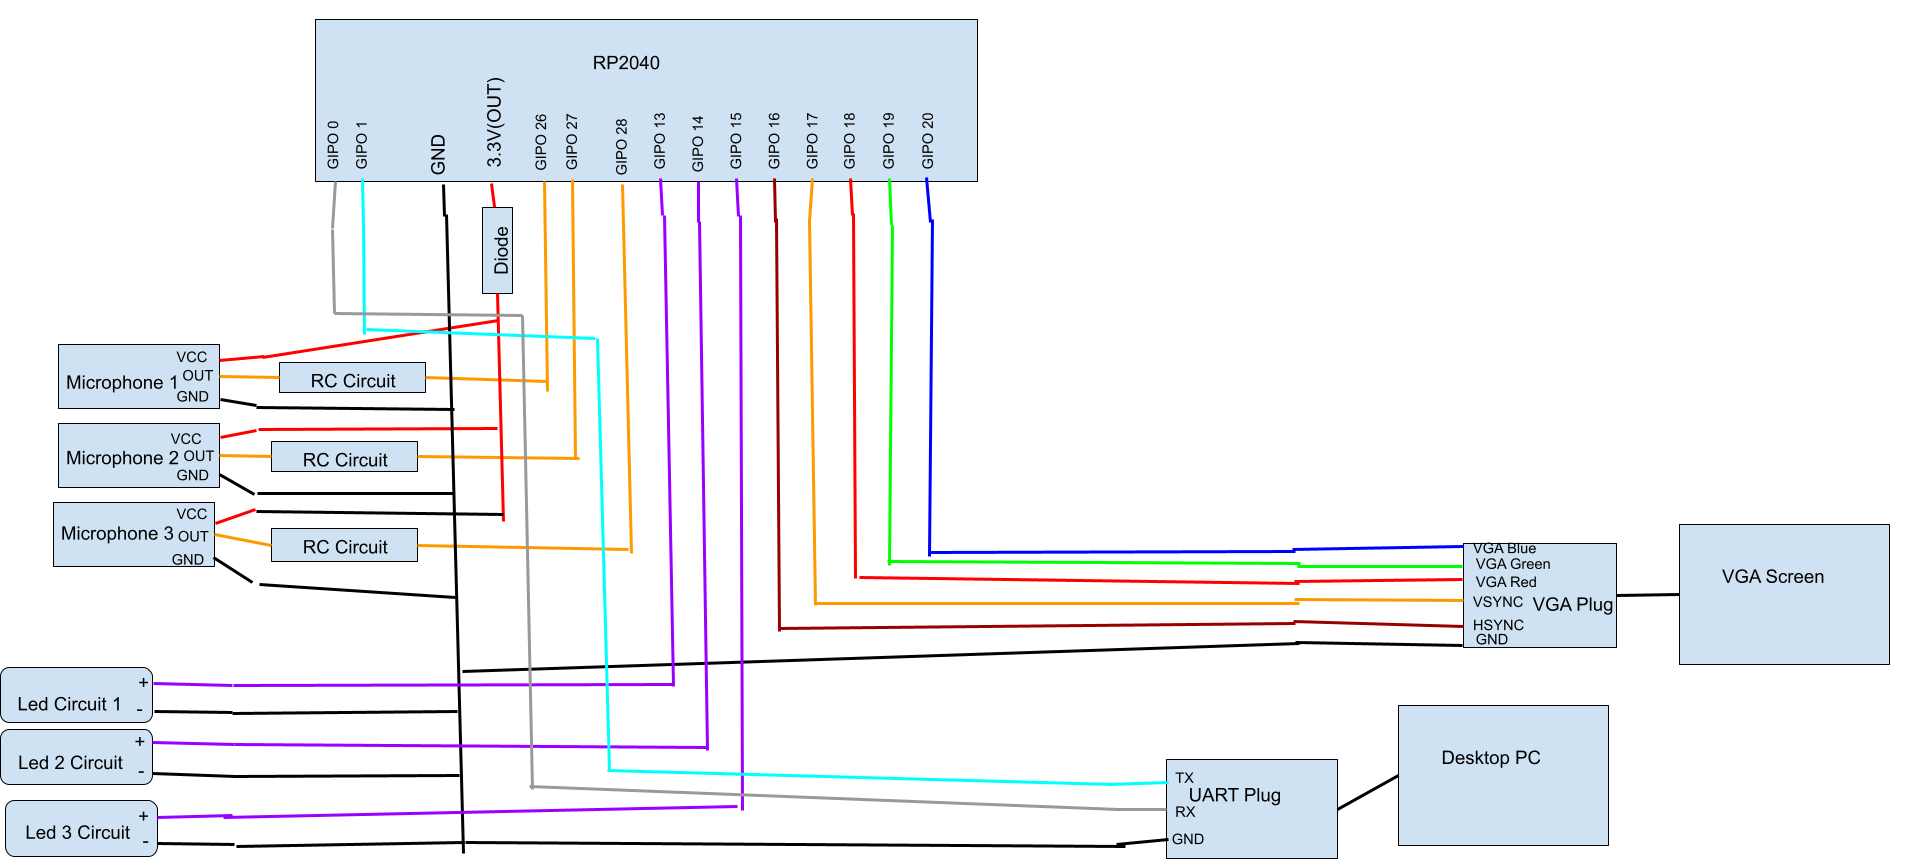 RP2040
GIPO 0
GIPO 1
GND
3.3V(OUT)
GIPO 26
GIPO 27
GIPO 28
GIPO 13
GIPO 14
GIPO 15
GIPO 16
GIPO 17
GIPO 18
GIPO 19
GIPO 20
Diode
VCC
Microphone 1 OUT
GND
RC Circuit
VCC
Microphone 2 OUT
GND
RC Circuit
VCC
Microphone 3 OUT
GND
RC Circuit
VGA Blue
VGA Green
VGA Red
VSYNC
VGA Plug
HSYNC
GND
VGA Screen
+
Led Circuit 1 -
+
Led 2 Circuit -
+
Led 3 Circuit -
TX
UART Plug
RX
GND
Desktop PC